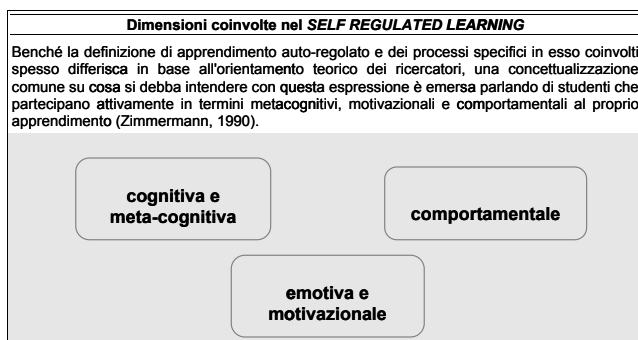 Dimensioni coinvolte nel SELF REGULATED LEARNING
Benché la definizione di apprendimento auto-regolato e dei processi specifici in esso coinvolti
spesso differisca in base all'orientamento teorico dei ricercatori, una concettualizzazione
comune su cosa si debba intendere con questa espressione è emersa parlando di studenti che
partecipano attivamente in termini metacognitivi, motivazionali e comportamentali al proprio
apprendimento (Zimmermann, 1990).
cognitiva e
meta-cognitiva
comportamentale
emotiva e
motivazionale